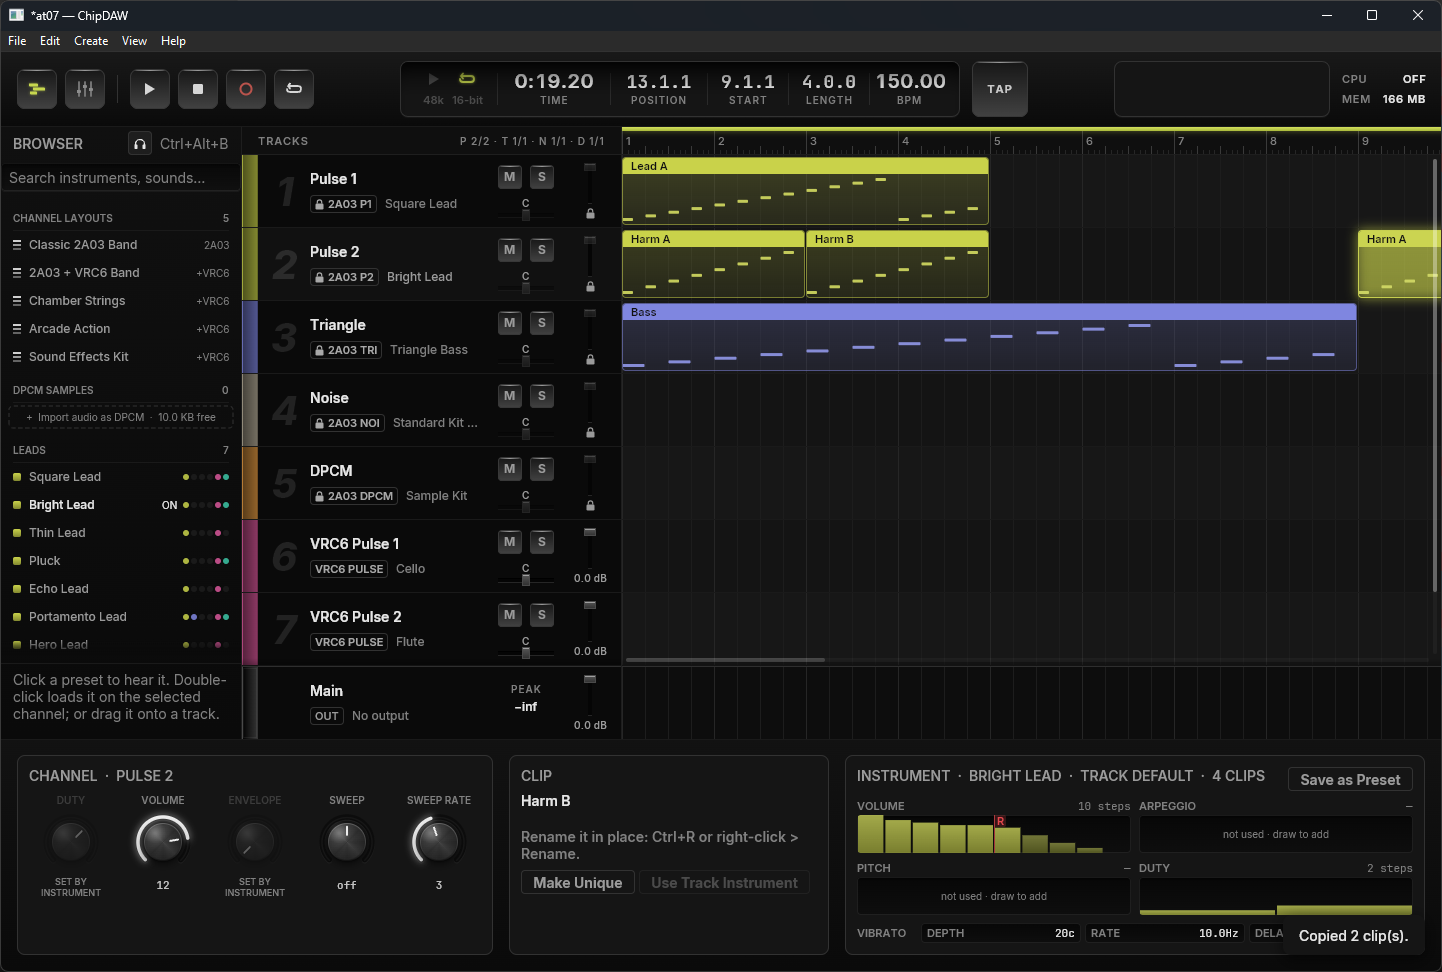 *at07 — ChipDAW
File Edit Create View Help
48k 16-bit
0:19.20
TIME
13.1.1
POSITION
9.1.1
START
4.0.0
LENGTH
150.00
BPM
TAP
CPU OFF
MEM 166 MB
BROWSER Ctrl+Alt+B
Search instruments, sounds...
CHANNEL LAYOUTS 5
Classic 2A03 Band 2A03
2A03 + VRC6 Band +VRC6
Chamber Strings +VRC6
Arcade Action +VRC6
Sound Effects Kit +VRC6
DPCM SAMPLES 0
+ Import audio as DPCM · 10.0 KB free
LEADS 7
Square Lead
Bright Lead ON
Thin Lead
Pluck
Echo Lead
Portamento Lead
Hero Lead
Click a preset to hear it. Double-
click loads it on the selected
channel; or drag it onto a track.
TRACKS P 2/2 · T 1/1 · N 1/1 · D 1/1
1 Pulse 1 M S
2A03 P1 Square Lead C
2 Pulse 2 M S
2A03 P2 Bright Lead C
3 Triangle M S
2A03 TRI Triangle Bass C
4 Noise M S
2A03 NOI Standard Kit ... C
5 DPCM M S
2A03 DPCM Sample Kit C
6 VRC6 Pulse 1 M S
VRC6 PULSE Cello C 0.0 dB
7 VRC6 Pulse 2 M S
VRC6 PULSE Flute C 0.0 dB
Main PEAK
OUT No output −inf 0.0 dB
1 2 3 4 5 6 7 8 9
Lead A
Harm A Harm B Harm A
Bass
CHANNEL · PULSE 2
DUTY VOLUME ENVELOPE SWEEP SWEEP RATE
SET BY
INSTRUMENT
12
SET BY
INSTRUMENT
off
3
CLIP
Harm B
Rename it in place: Ctrl+R or right-click >
Rename.
Make Unique Use Track Instrument
INSTRUMENT · BRIGHT LEAD · TRACK DEFAULT · 4 CLIPS Save as Preset
VOLUME 10 steps ARPEGGIO –
R
not used · draw to add
PITCH – DUTY 2 steps
not used · draw to add
VIBRATO DEPTH 20c RATE 10.0Hz DELA
Copied 2 clip(s).